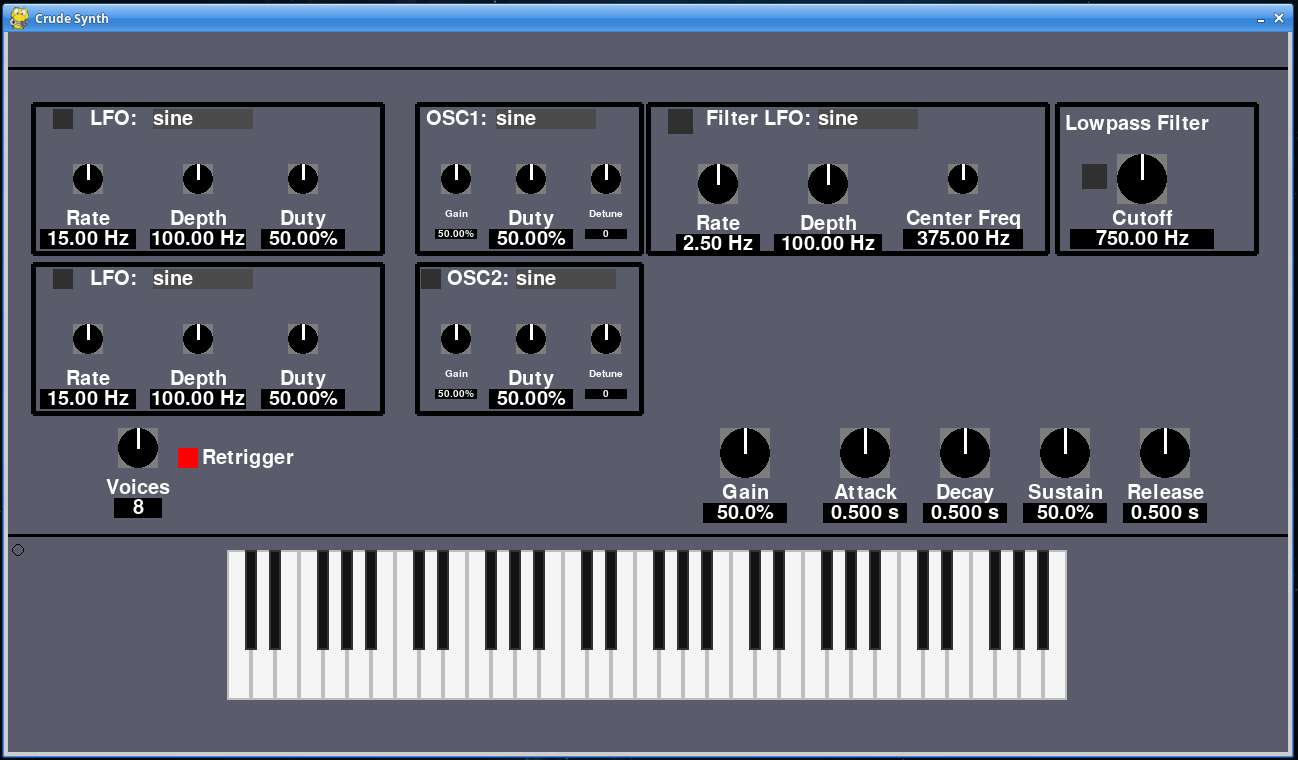 Crude Synth
LFO: sine
Rate Depth Duty
15.00 Hz 100.00 Hz 50.00%
OSC1: sine
Gain Duty Detune
50.00% 50.00% 0
Filter LFO: sine
Rate Depth Center Freq
2.50 Hz 100.00 Hz 375.00 Hz
Lowpass Filter
Cutoff
750.00 Hz
LFO: sine
Rate Depth Duty
15.00 Hz 100.00 Hz 50.00%
OSC2: sine
Gain Duty Detune
50.00% 50.00% 0
Retrigger
Voices
8
Gain Attack Decay Sustain Release
50.0% 0.500 s 0.500 s 50.0% 0.500 s